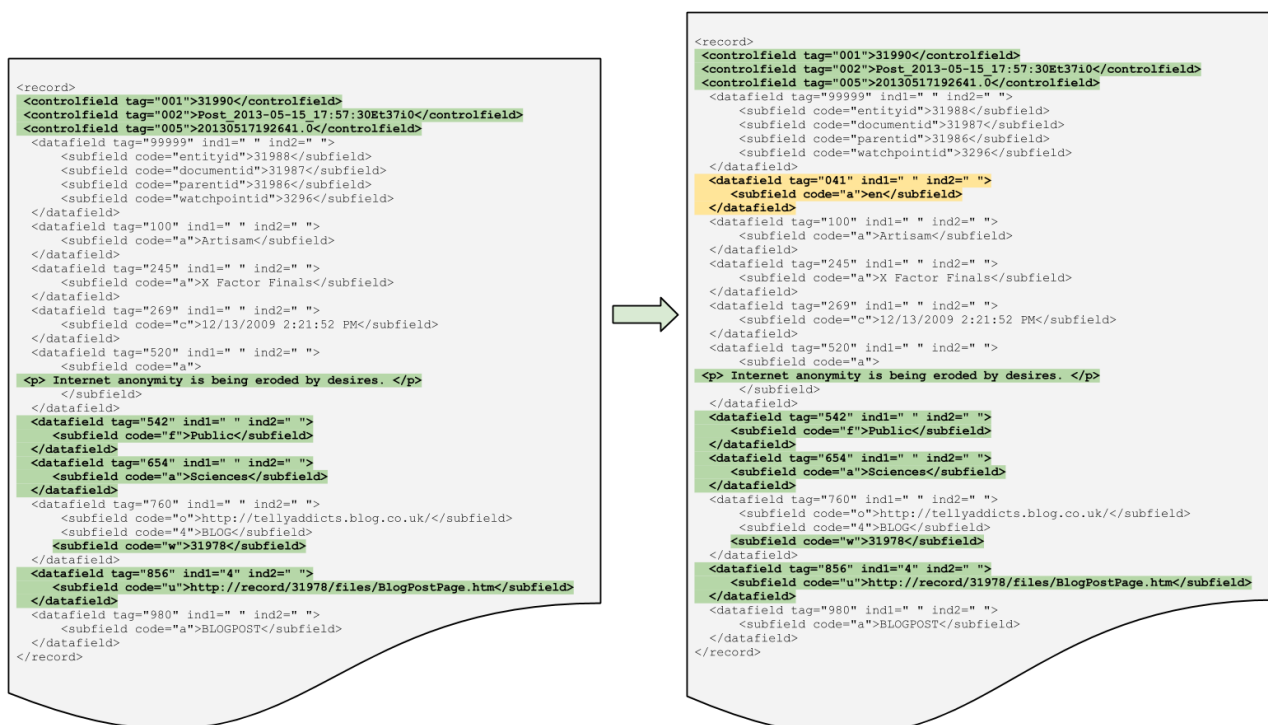 <record>
<controlfield tag="001">31990</controlfield>
<controlfield tag="002">Post_2013-05-15_17:57:30Et37i0</controlfield>
<controlfield tag="005">20130517192641.0</controlfield>
<datafield tag="99999" ind1=" " ind2=" ">
<subfield code="entityid">31988</subfield>
<subfield code="documentid">31987</subfield>
<subfield code="parentid">31986</subfield>
<subfield code="watchpointid">3296</subfield>
</datafield>
<datafield tag="100" ind1=" " ind2=" ">
<subfield code="a">Artisam</subfield>
</datafield>
<datafield tag="245" ind1=" " ind2=" ">
<subfield code="a">X Factor Finals</subfield>
</datafield>
<datafield tag="269" ind1=" " ind2=" ">
<subfield code="c">12/13/2009 2:21:52 PM</subfield>
</datafield>
<datafield tag="520" ind1=" " ind2=" ">
<subfield code="a">
<p> Internet anonymity is being eroded by desires. </p>
</subfield>
</datafield>
<datafield tag="542" ind1=" " ind2=" ">
<subfield code="f">Public</subfield>
</datafield>
<datafield tag="654" ind1=" " ind2=" ">
<subfield code="a">Sciences</subfield>
</datafield>
<datafield tag="760" ind1=" " ind2=" ">
<subfield code="o">http://tellyaddicts.blog.co.uk/</subfield>
<subfield code="4">BLOG</subfield>
<subfield code="w">31978</subfield>
</datafield>
<datafield tag="856" ind1="4" ind2=" ">
<subfield code="u">http://record/31978/files/BlogPostPage.htm</subfield>
</datafield>
<datafield tag="980" ind1=" " ind2=" ">
<subfield code="a">BLOGPOST</subfield>
</datafield>
</record>
<record>
<controlfield tag="001">31990</controlfield>
<controlfield tag="002">Post_2013-05-15_17:57:30Et37i0</controlfield>
<controlfield tag="005">20130517192641.0</controlfield>
<datafield tag="99999" ind1=" " ind2=" ">
<subfield code="entityid">31988</subfield>
<subfield code="documentid">31987</subfield>
<subfield code="parentid">31986</subfield>
<subfield code="watchpointid">3296</subfield>
</datafield>
<datafield tag="041" ind1=" " ind2=" ">
<subfield code="a">en</subfield>
</datafield>
<datafield tag="100" ind1=" " ind2=" ">
<subfield code="a">Artisam</subfield>
</datafield>
<datafield tag="245" ind1=" " ind2=" ">
<subfield code="a">X Factor Finals</subfield>
</datafield>
<datafield tag="269" ind1=" " ind2=" ">
<subfield code="c">12/13/2009 2:21:52 PM</subfield>
</datafield>
<datafield tag="520" ind1=" " ind2=" ">
<subfield code="a">
<p> Internet anonymity is being eroded by desires. </p>
</subfield>
</datafield>
<datafield tag="542" ind1=" " ind2=" ">
<subfield code="f">Public</subfield>
</datafield>
<datafield tag="654" ind1=" " ind2=" ">
<subfield code="a">Sciences</subfield>
</datafield>
<datafield tag="760" ind1=" " ind2=" ">
<subfield code="o">http://tellyaddicts.blog.co.uk/</subfield>
<subfield code="4">BLOG</subfield>
<subfield code="w">31978</subfield>
</datafield>
<datafield tag="856" ind1="4" ind2=" ">
<subfield code="u">http://record/31978/files/BlogPostPage.htm</subfield>
</datafield>
<datafield tag="980" ind1=" " ind2=" ">
<subfield code="a">BLOGPOST</subfield>
</datafield>
</record>